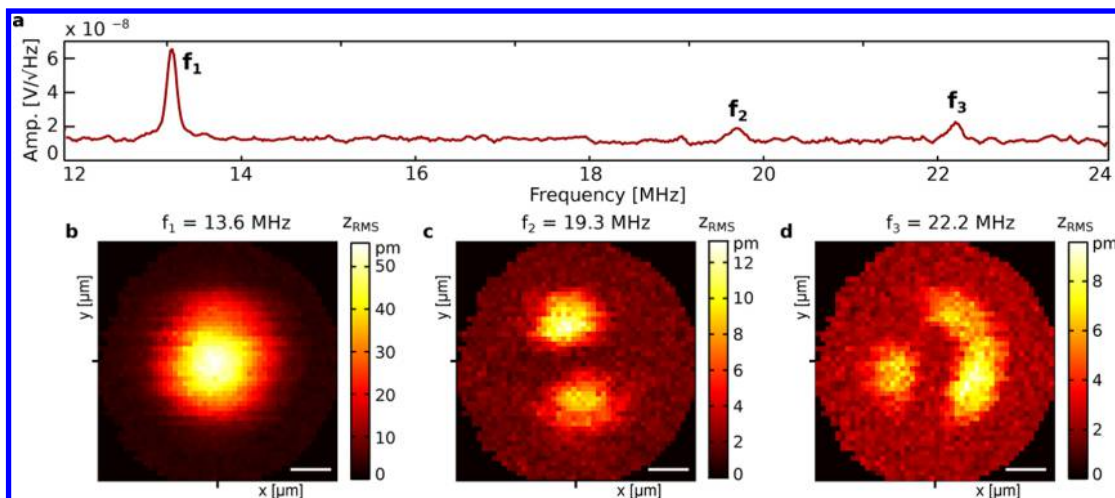 a
x 10 −8
Amp. [V/√Hz]
6
4
2
0
f₁
f₂
f₃
12 14 16 18 20 22 24
Frequency [MHz]
b f₁ = 13.6 MHz z_RMS
pm
50
40
30
20
10
0
y [µm]
x [µm]
c f₂ = 19.3 MHz z_RMS
pm
12
10
8
6
4
2
0
y [µm]
x [µm]
d f₃ = 22.2 MHz z_RMS
pm
8
6
4
2
0
y [µm]
x [µm]